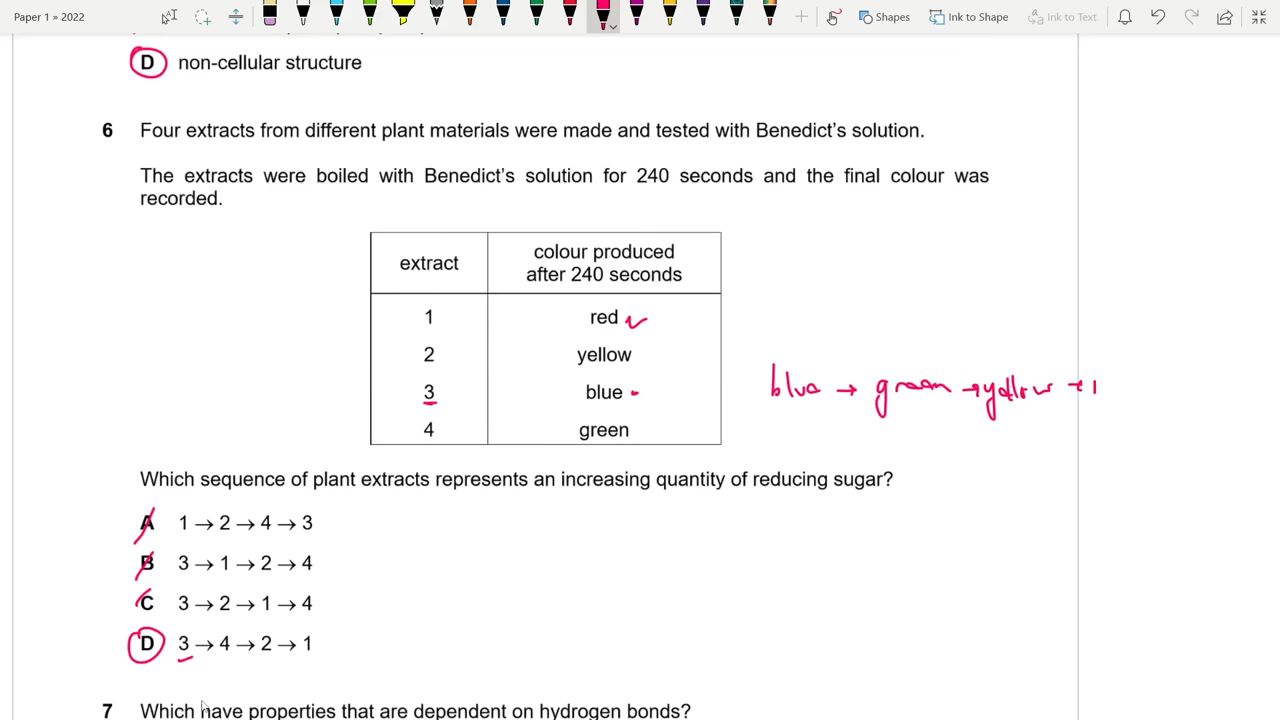 Paper 1 » 2022
Shapes
Ink to Shape
Ink to Text
D non-cellular structure
6 Four extracts from different plant materials were made and tested with Benedict's solution.
The extracts were boiled with Benedict's solution for 240 seconds and the final colour was
recorded.
extract
colour produced
after 240 seconds
1 red
2 yellow
3 blue
4 green
blue → green → yellow →
Which sequence of plant extracts represents an increasing quantity of reducing sugar?
A 1 → 2 → 4 → 3
B 3 → 1 → 2 → 4
C 3 → 2 → 1 → 4
D 3 → 4 → 2 → 1
7 Which have properties that are dependent on hydrogen bonds?